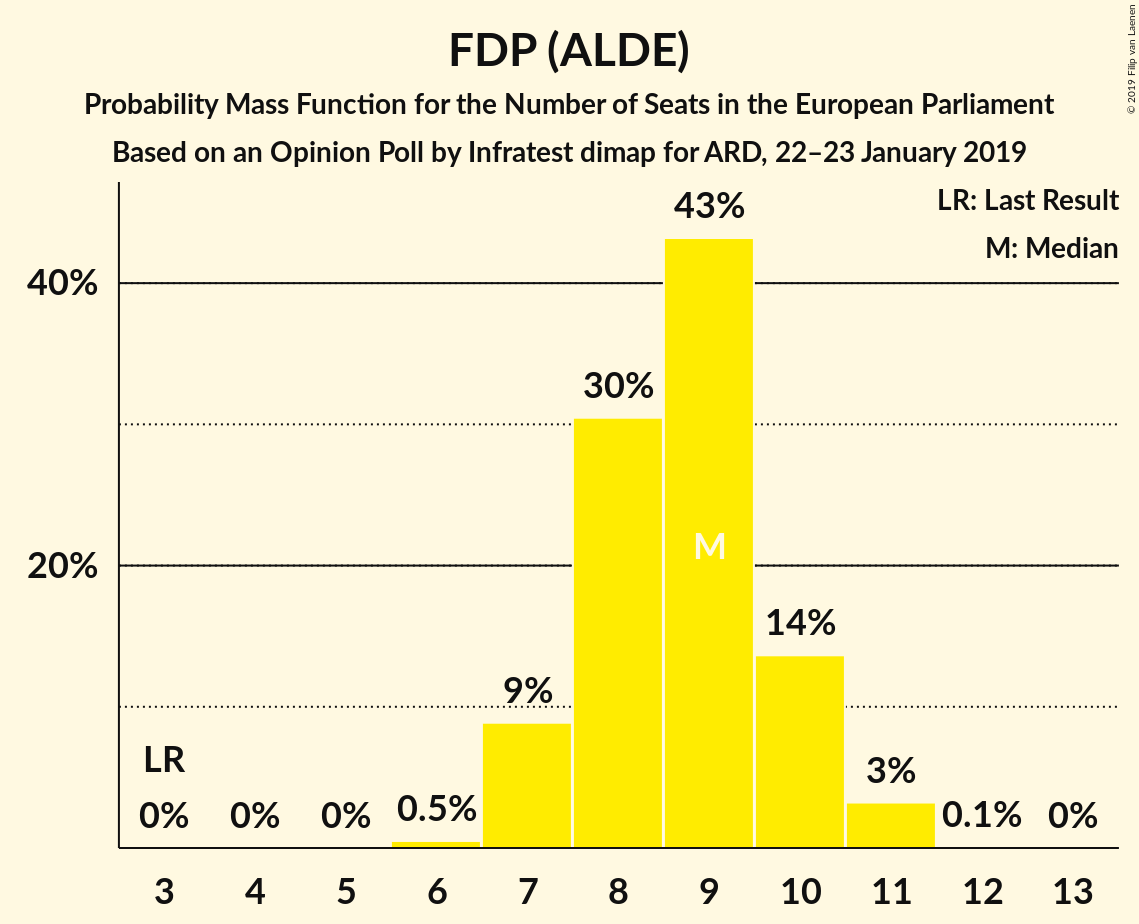 FDP (ALDE)
Probability Mass Function for the Number of Seats in the European Parliament
Based on an Opinion Poll by Infratest dimap for ARD, 22–23 January 2019
© 2019 Filip van Laenen
LR: Last Result
M: Median
43%
40%
30%
M
20%
14%
9%
LR
3%
0% 0% 0% 0.5% 0.1% 0%
3 4 5 6 7 8 9 10 11 12 13